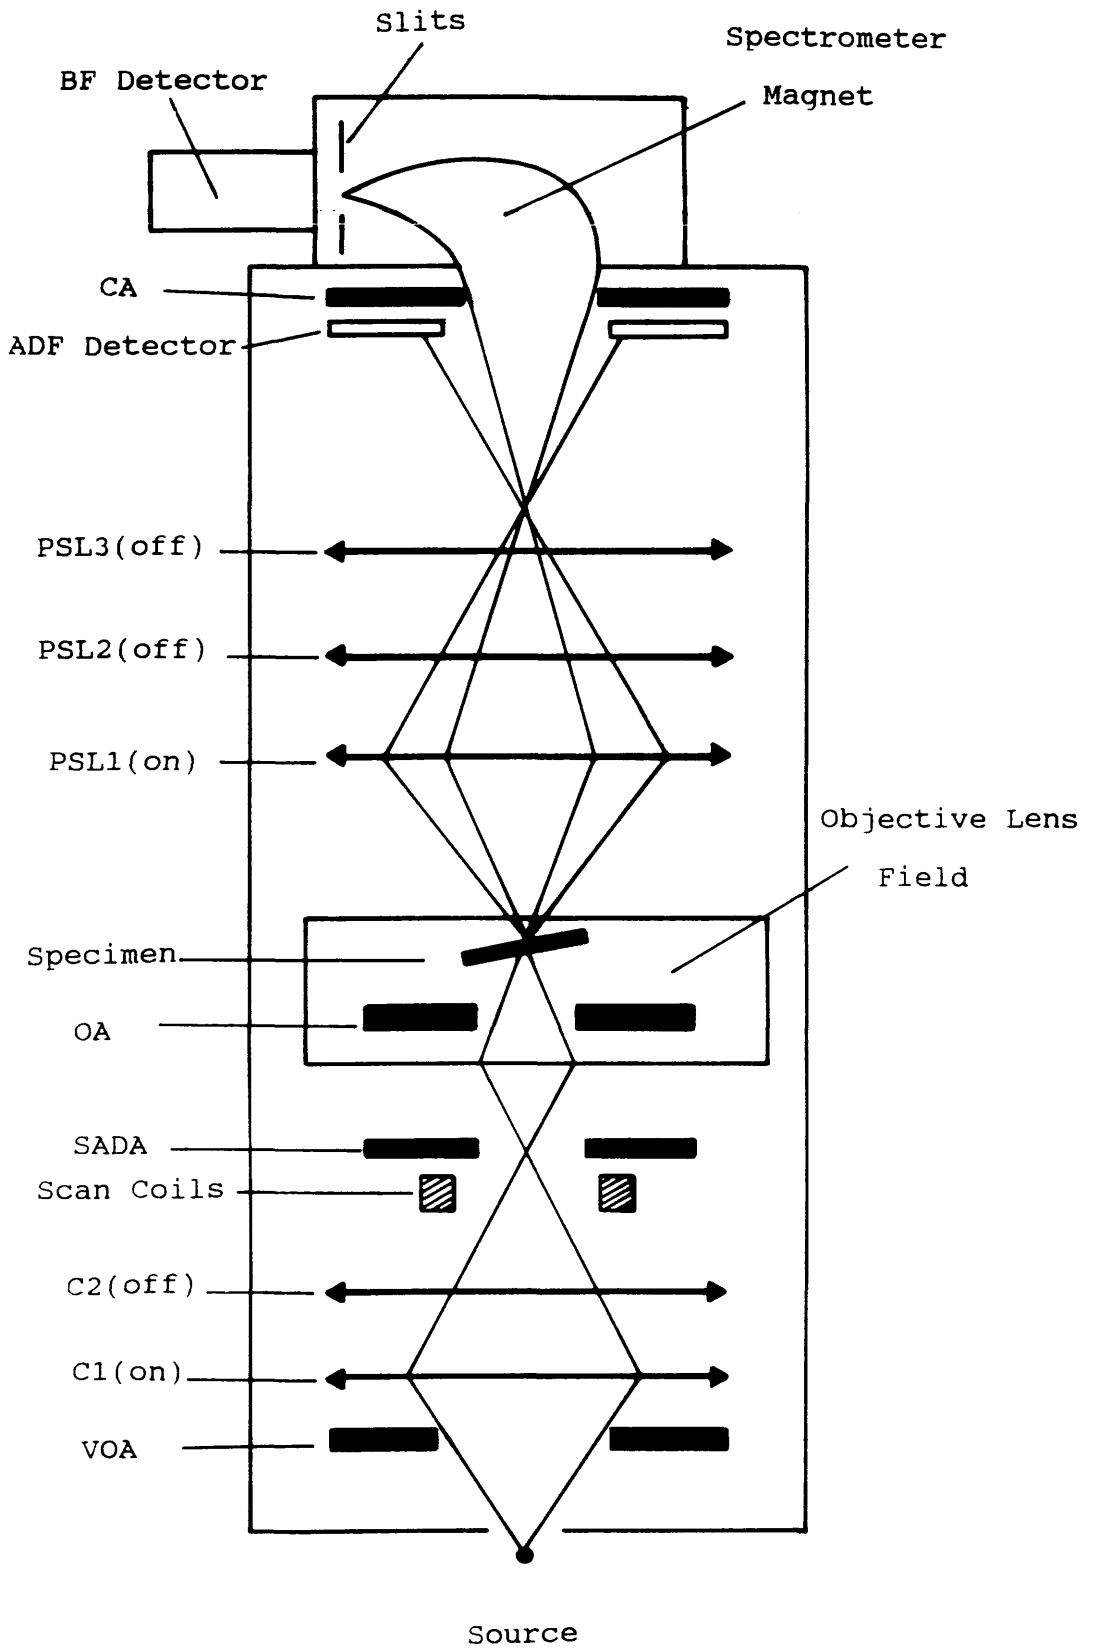 Slits
Spectrometer
Magnet
BF Detector
CA
ADF Detector
PSL3(off)
PSL2(off)
PSL1(on)
Objective Lens
Field
Specimen
OA
SADA
Scan Coils
C2(off)
C1(on)
VOA
Source